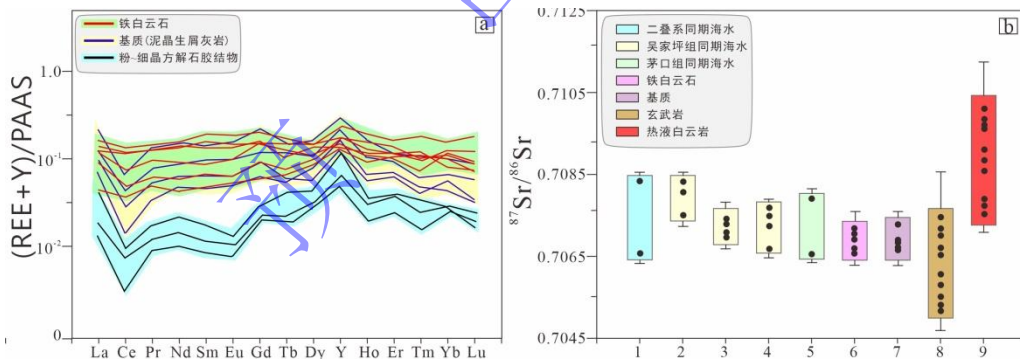 铁白云石
基质(泥晶生屑灰岩)
粉~细晶方解石胶结物
a
(REE+Y)/PAAS
1.0
10-1
10-2
0
La Ce Pr Nd Sm Eu Gd Tb Dy Y Ho Er Tm Yb Lu
b
二叠系同期海水
吴家坪组同期海水
茅口组同期海水
铁白云石
基质
玄武岩
热液白云岩
87Sr/86Sr
0.7125
0.7105
0.7085
0.7065
0.7045
1 2 3 4 5 6 7 8 9